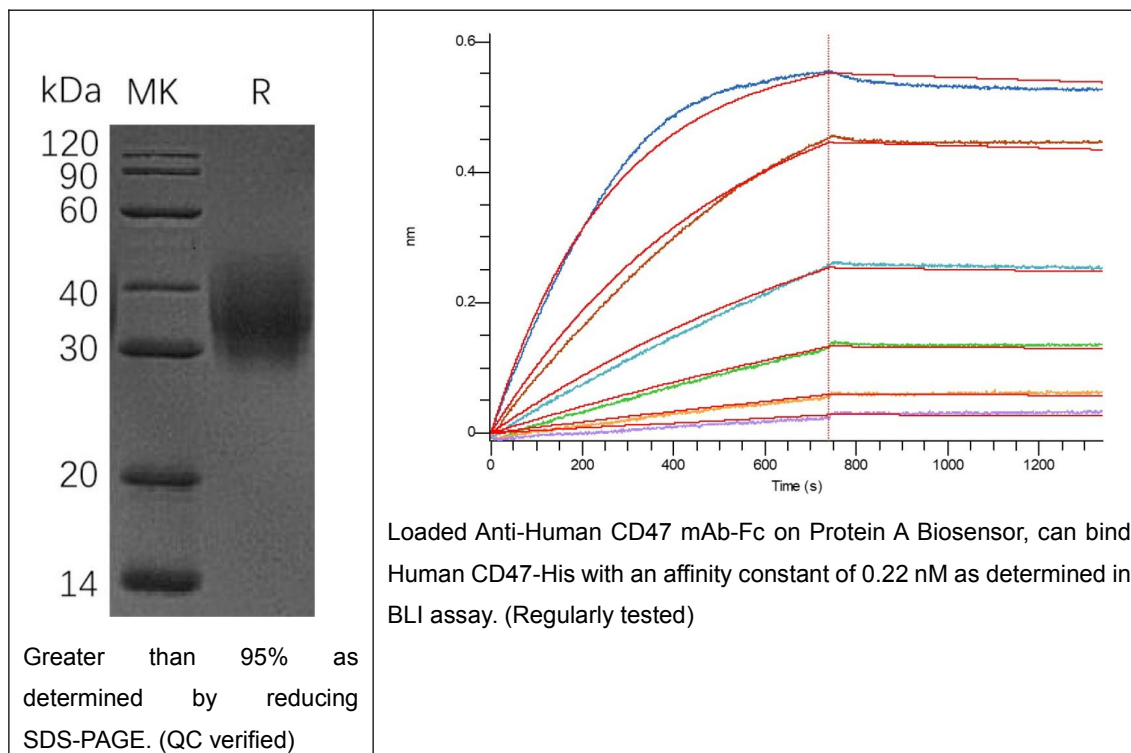 kDa MK R
120
90
60
40
30
20
14
Greater than 95% as
determined by reducing
SDS-PAGE. (QC verified)
0.6
0.4
0.2
0
nm
0 200 400 600 800 1000 1200
Time (s)
Loaded Anti-Human CD47 mAb-Fc on Protein A Biosensor, can bind
Human CD47-His with an affinity constant of 0.22 nM as determined in
BLI assay. (Regularly tested)